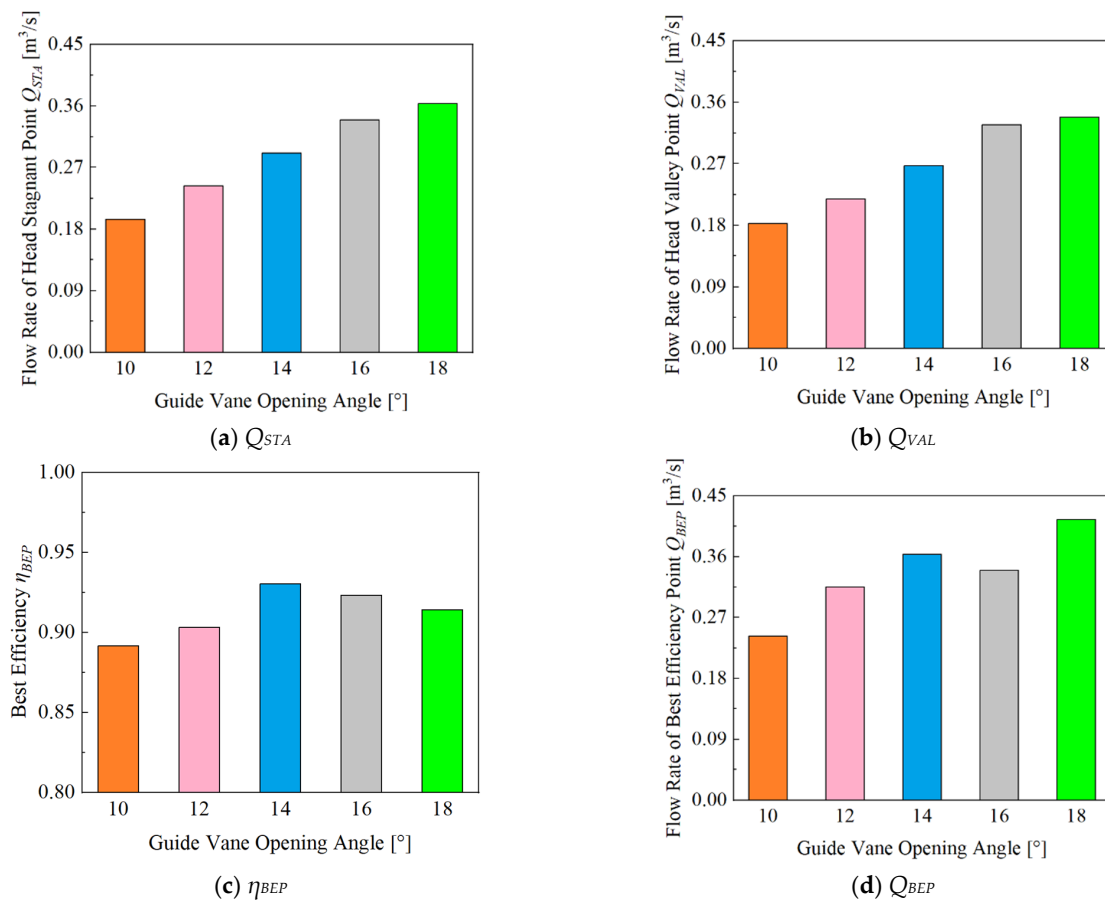 Flow Rate of Head Stagnant Point Q_STA [m³/s]
0.45
0.36
0.27
0.18
0.09
0.00
10 12 14 16 18
Guide Vane Opening Angle [°]
(a) Q_STA
Flow Rate of Head Valley Point Q_VAL [m³/s]
0.45
0.36
0.27
0.18
0.09
0.00
10 12 14 16 18
Guide Vane Opening Angle [°]
(b) Q_VAL
Best Efficiency η_BEP
1.00
0.95
0.90
0.85
0.80
10 12 14 16 18
Guide Vane Opening Angle [°]
(c) η_BEP
Flow Rate of Best Efficiency Point Q_BEP [m³/s]
0.45
0.36
0.27
0.18
0.09
0.00
10 12 14 16 18
Guide Vane Opening Angle [°]
(d) Q_BEP